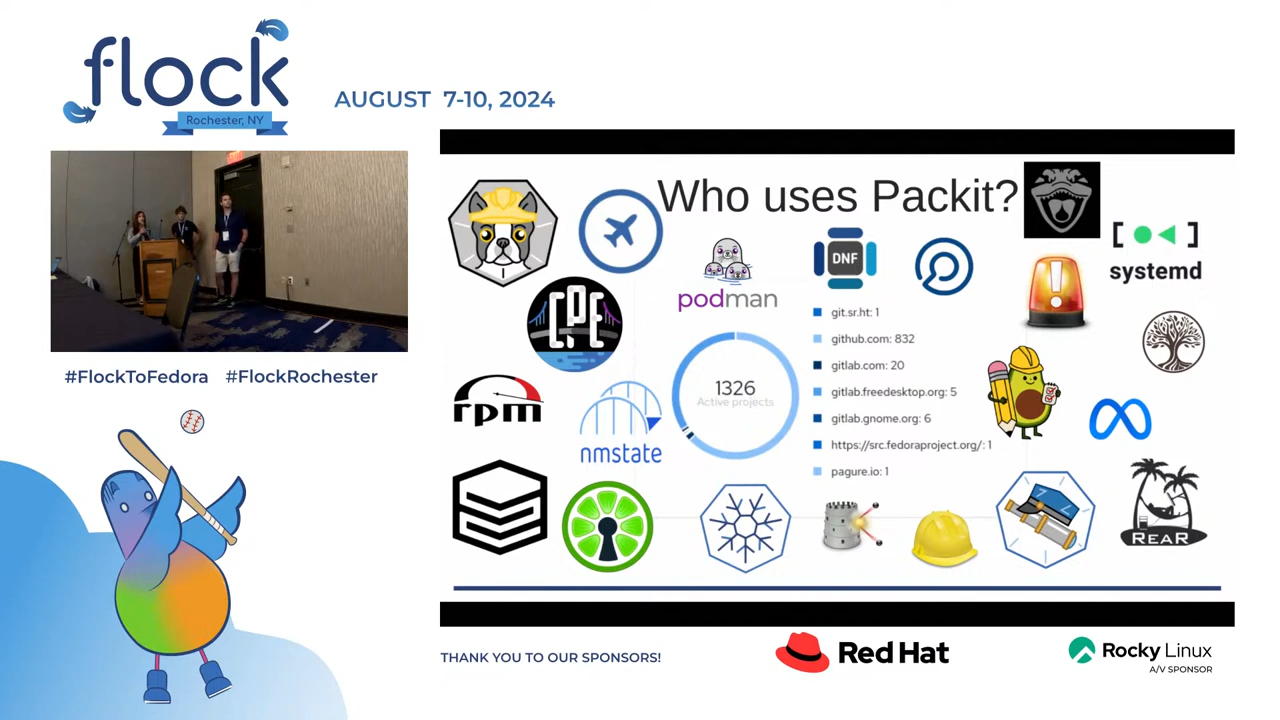 flock
Rochester, NY
AUGUST 7-10, 2024
#FlockToFedora #FlockRochester
Who uses Packit?
podman
DNF
systemd
CPE
rpm
nmstate
1326
Active projects
git.sr.ht: 1
github.com: 832
gitlab.com: 20
gitlab.freedesktop.org: 5
gitlab.gnome.org: 6
https://src.fedoraproject.org/: 1
pagure.io: 1
Z Z
REAR
THANK YOU TO OUR SPONSORS!
Red Hat
Rocky Linux
A/V SPONSOR